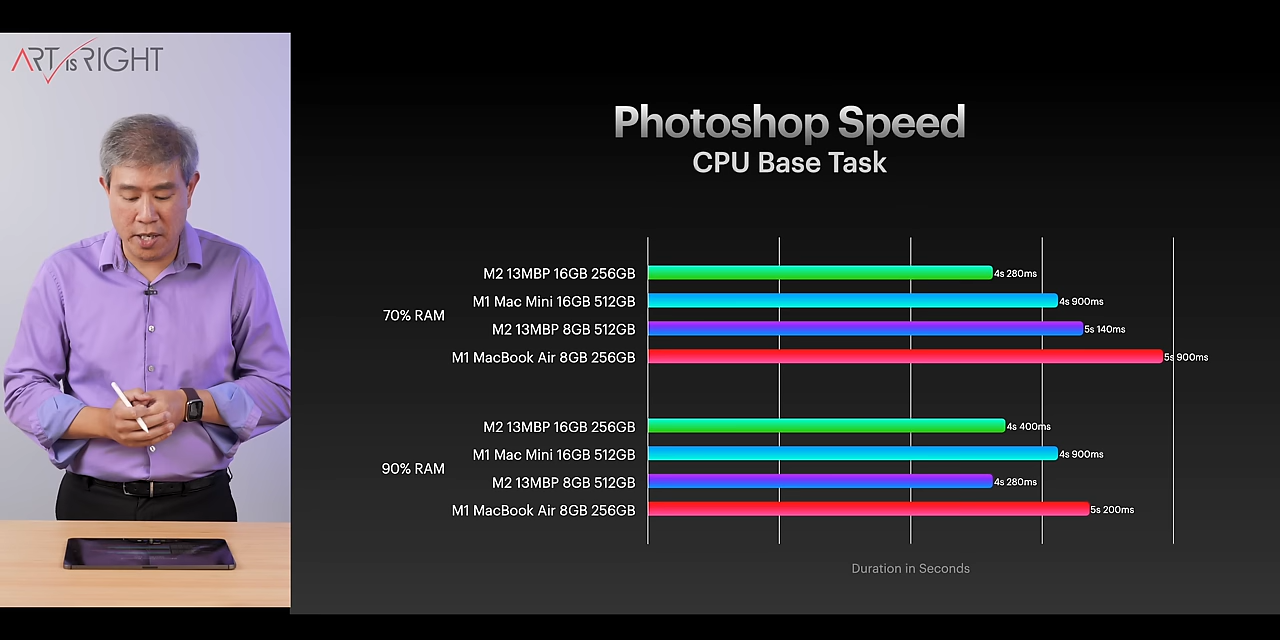 ART IS RIGHT
Photoshop Speed
CPU Base Task
70% RAM
M2 13MBP 16GB 256GB 4s 280ms
M1 Mac Mini 16GB 512GB 4s 900ms
M2 13MBP 8GB 512GB 5s 140ms
M1 MacBook Air 8GB 256GB 5s 900ms
90% RAM
M2 13MBP 16GB 256GB 4s 400ms
M1 Mac Mini 16GB 512GB 4s 900ms
M2 13MBP 8GB 512GB 4s 280ms
M1 MacBook Air 8GB 256GB 5s 200ms
Duration in Seconds